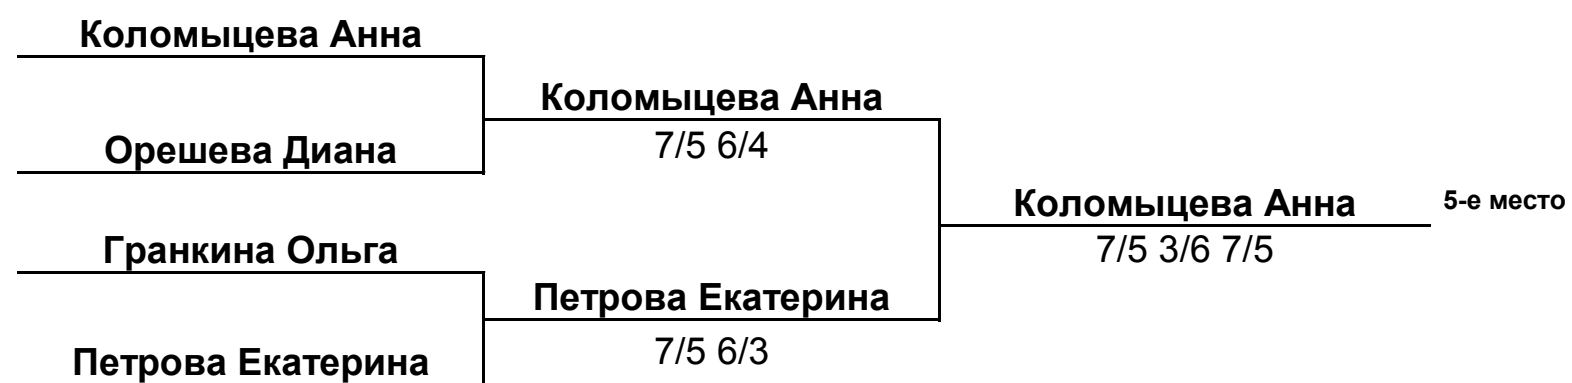 Коломыцева Анна
Коломыцева Анна
Орешева Диана
7/5 6/4
Коломыцева Анна
5-е место
Гранкина Ольга
7/5 3/6 7/5
Петрова Екатерина
Петрова Екатерина
7/5 6/3